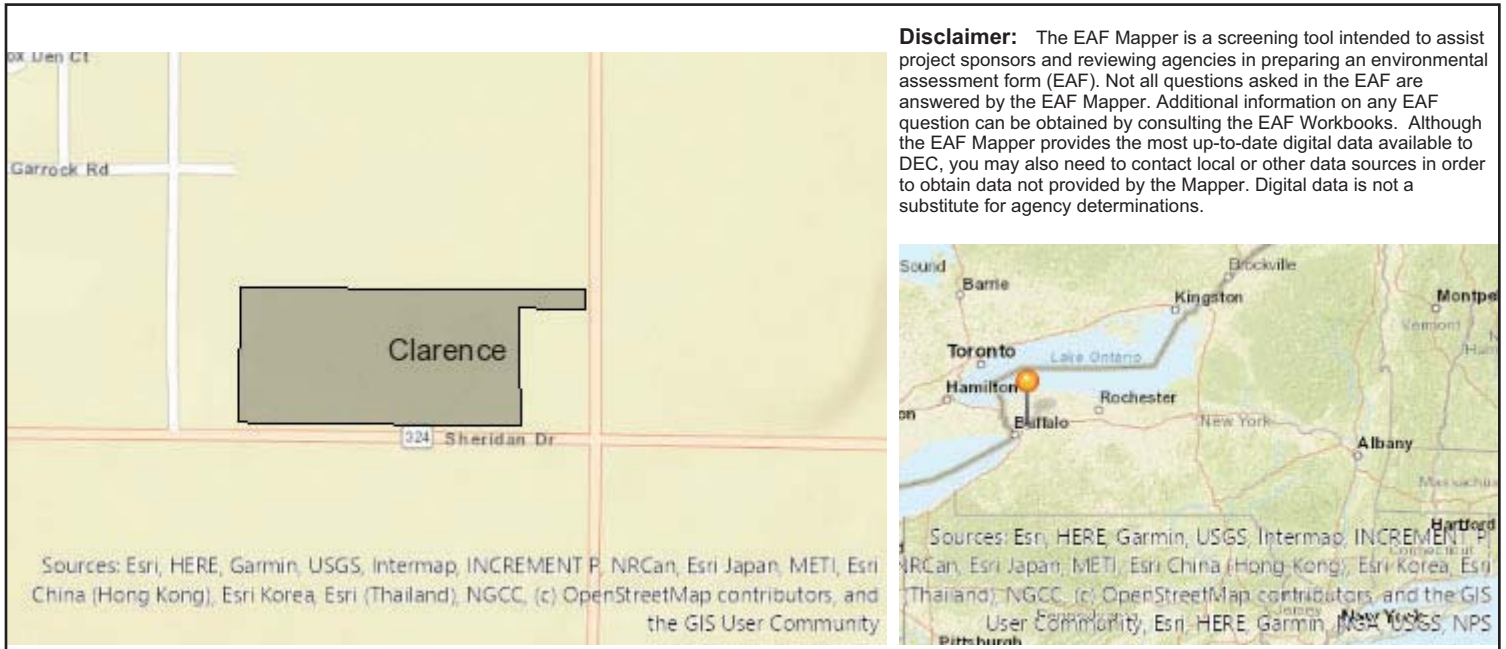 Disclaimer: The EAF Mapper is a screening tool intended to assist
project sponsors and reviewing agencies in preparing an environmental
assessment form (EAF). Not all questions asked in the EAF are
answered by the EAF Mapper. Additional information on any EAF
question can be obtained by consulting the EAF Workbooks. Although
the EAF Mapper provides the most up-to-date digital data available to
DEC, you may also need to contact local or other data sources in order
to obtain data not provided by the Mapper. Digital data is not a
substitute for agency determinations.
Den Ct
Garrock Rd
Clarence
324 Sheridan Dr
Sources: Esri, HERE, Garmin, USGS, Intermap, INCREMENT P, NRCan, Esri Japan, METI, Esri
China (Hong Kong), Esri Korea, Esri (Thailand), NGCC, (c) OpenStreetMap contributors, and
the GIS User Community
Sound
Barrie
Brockville
Kingston
Montpe
Vermont
Toronto
Lake Ontario
Hamilton
Rochester
Buffalo
New York
Albany
Hartford
Sources: Esri, HERE, Garmin, USGS, Intermap, INCREMENT P,
NRCan, Esri Japan, METI, Esri China (Hong Kong), Esri Korea, Esri
(Thailand), NGCC, (c) OpenStreetMap contributors, and the GIS
User Community, Esri, HERE, Garmin, NGA, USGS, NPS
Pennsylvania
New York
Pittsburgh